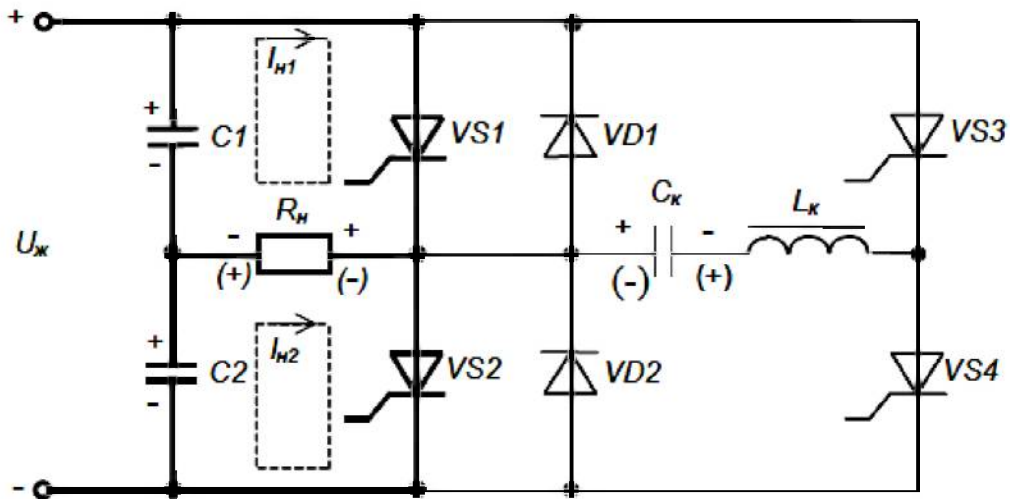 +
Iн1
+
C1
-
VS1
VD1
VS3
Rн
Cк
Lк
Uж
-
+
(+)
(-)
+
-
(-)
(+)
+
C2
-
Iн2
VS2
VD2
VS4
-